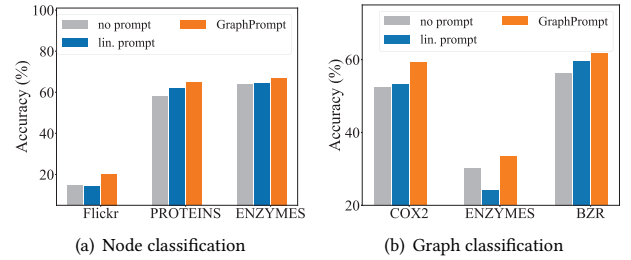 no prompt
GraphPrompt
lin. prompt
Accuracy (%)
100
80
60
40
20
Flickr
PROTEINS
ENZYMES
(a) Node classification
no prompt
GraphPrompt
lin. prompt
Accuracy (%)
60
40
20
COX2
ENZYMES
BZR
(b) Graph classification